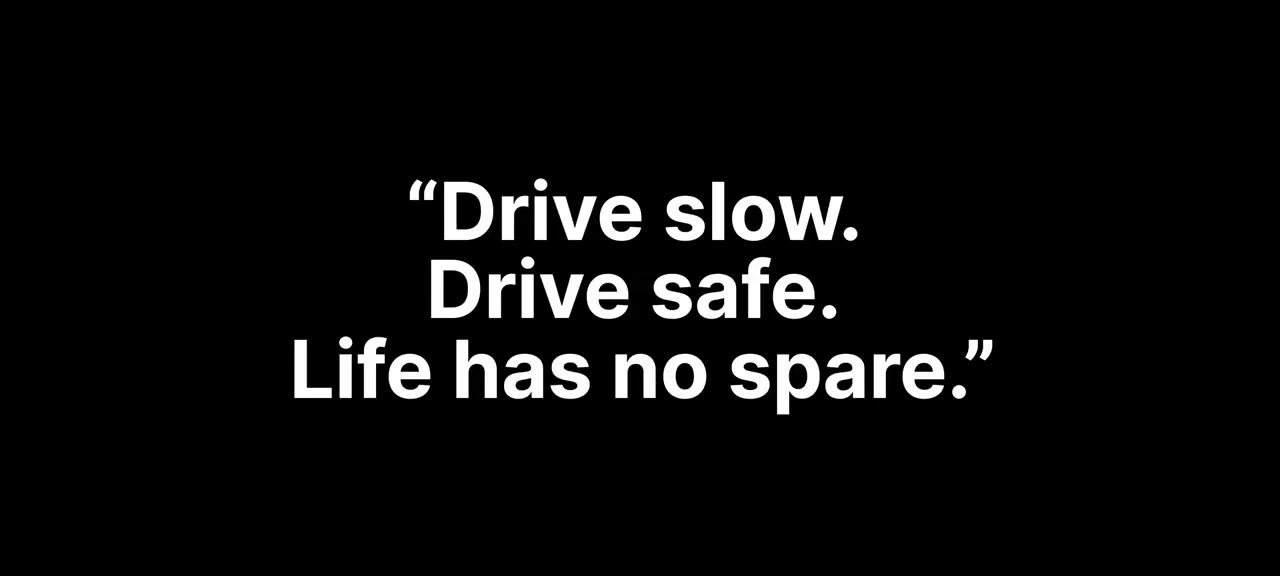 “Drive slow.
Drive safe.
Life has no spare.”